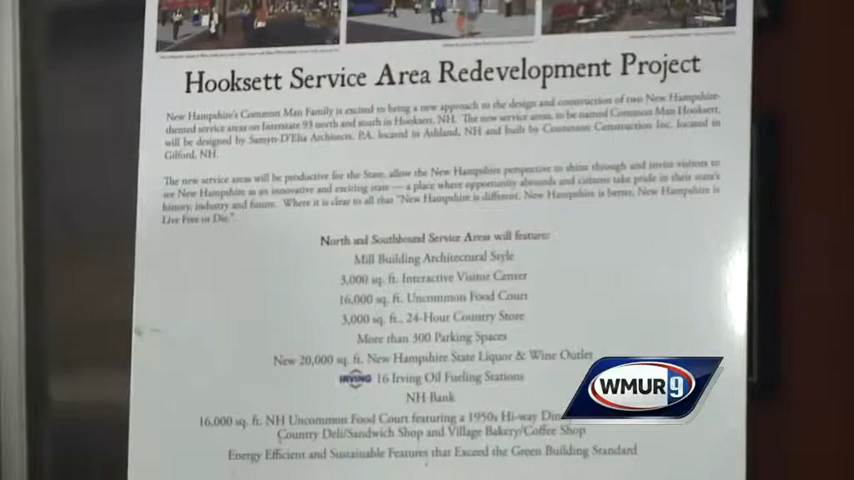 Hooksett Service Area Redevelopment Project
New Hampshire's Common Man Family is excited to bring a new approach to the design and construction of two New Hampshire-
themed service areas on Interstate 93 north and south in Hooksett, NH. The new service areas, to be named Common Man Hooksett,
will be designed by Samyn-D'Elia Architects, P.A. located in Ashland, NH and built by Construction Inc. located in
Gilford, NH.
The new service areas will be productive for the State, allow the New Hampshire perspective to shine through and invite visitors to
see New Hampshire as an innovative and exciting state — a place where opportunity abounds and citizens take pride in their state's
history, industry and future. Where it is clear to all that "New Hampshire is different, New Hampshire is better, New Hampshire is
Live Free or Die."
North and Southbound Service Areas will feature:
Mill Building Architectural Style
sq. ft. Interactive Visitor Center
16,000 sq. ft. Uncommon Food Court
3,000 sq. ft., 24-Hour Country Store
More than 300 Parking Spaces
New 20,000 sq. ft. New Hampshire State Liquor & Wine Outlet
IRVING 16 Irving Oil Fueling Stations
NH Bank
16,000 sq. ft. NH Uncommon Food Court featuring a 1950s Hi-way Din
Country Deli/Sandwich Shop and Village Bakery/Coffee Shop
Energy Efficient and Sustainable Features that Exceed the Green Building Standard
WMUR 9